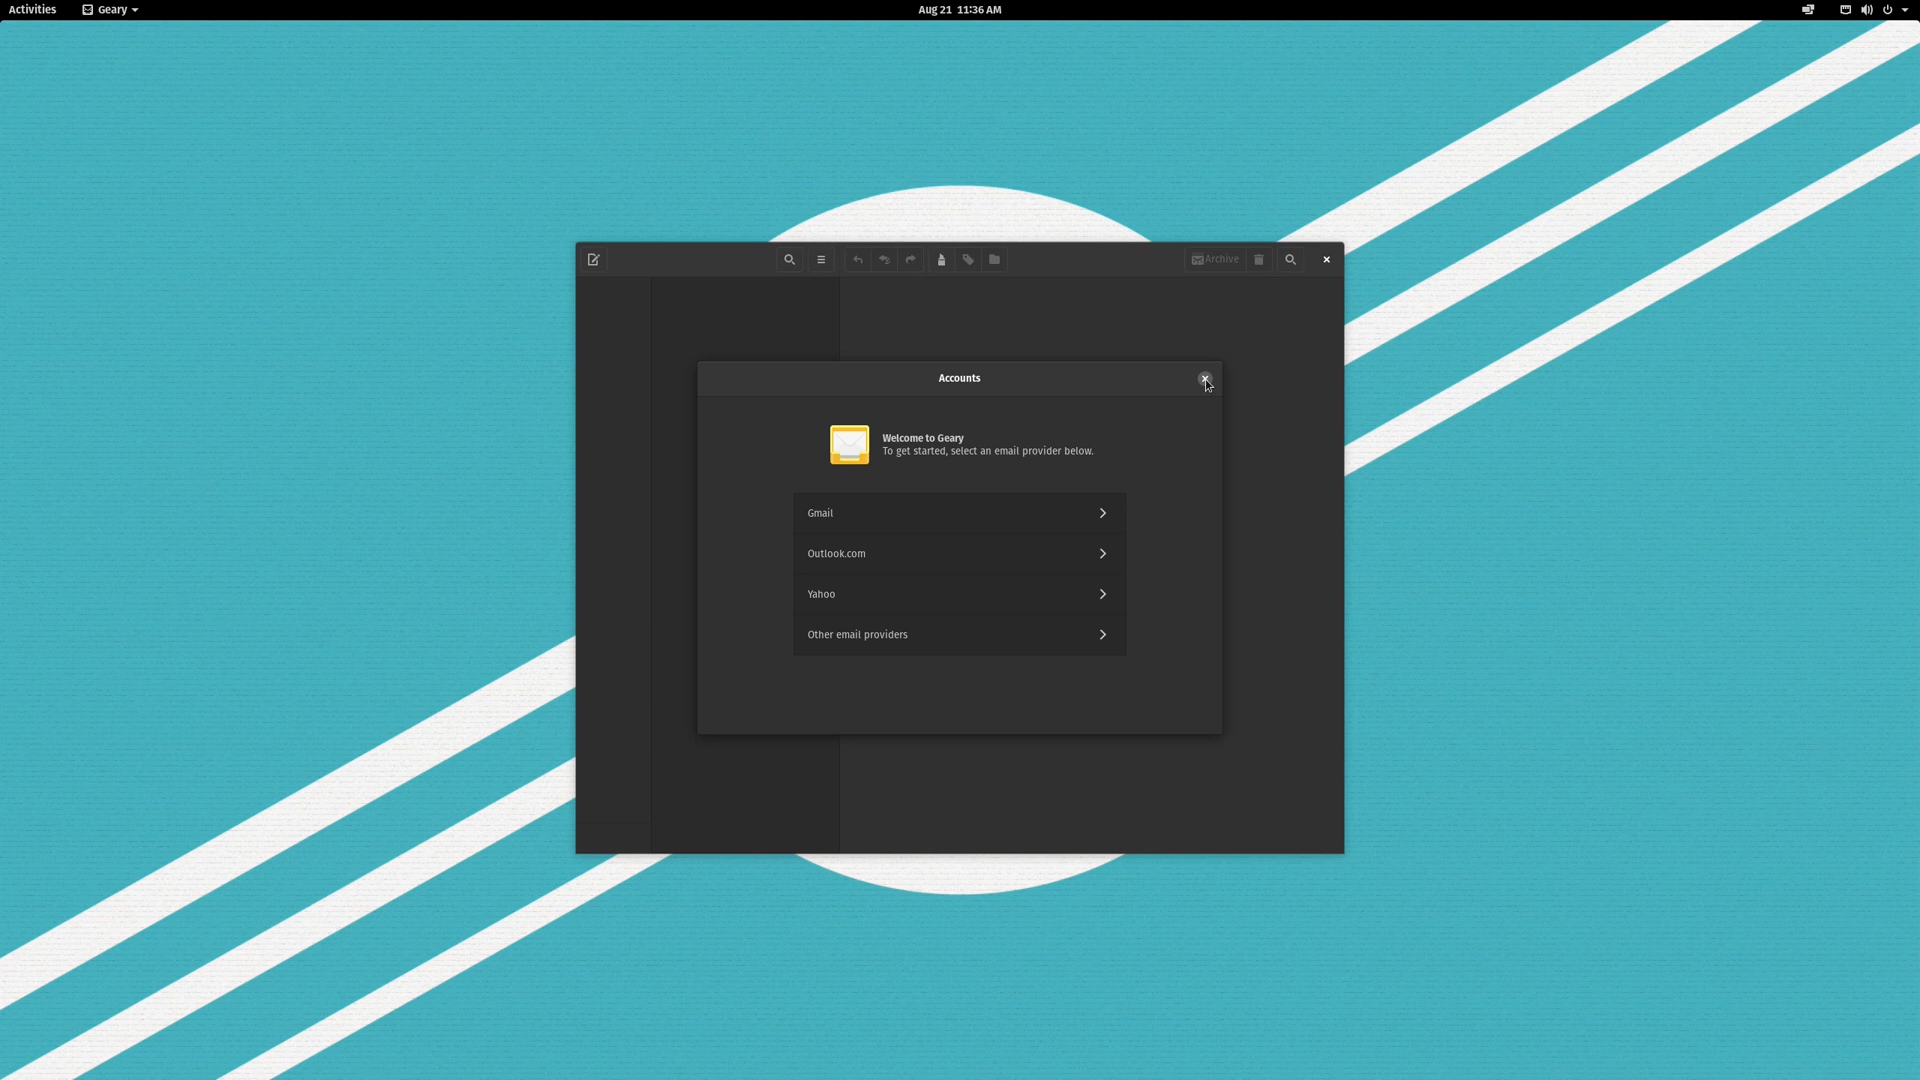 Activities
Geary
Aug 21 11:36 AM
Archive
Accounts
Welcome to Geary
To get started, select an email provider below.
Gmail
Outlook.com
Yahoo
Other email providers